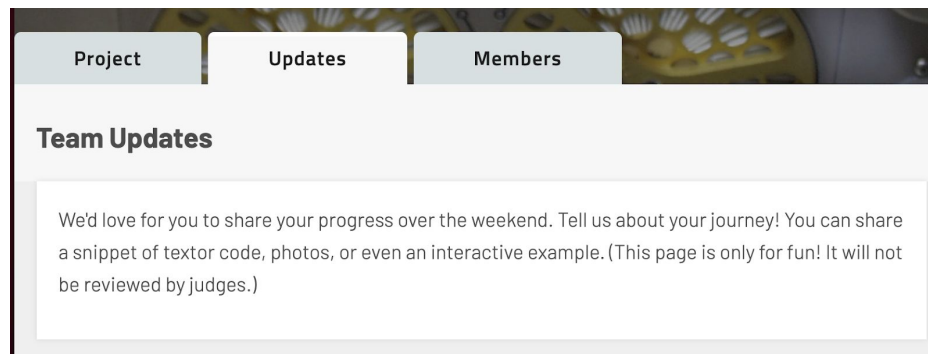 Project
Updates
Members
Team Updates
We'd love for you to share your progress over the weekend. Tell us about your journey! You can share
a snippet of textor code, photos, or even an interactive example. (This page is only for fun! It will not
be reviewed by judges.)